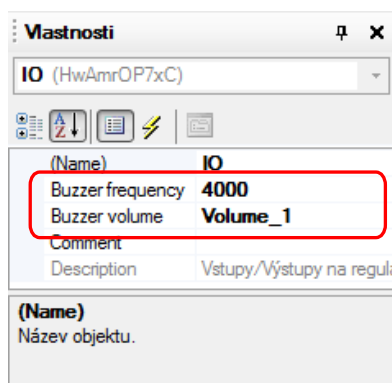 Vlastnosti
IO (HwAmrOP7xC)
(Name) IO
Buzzer frequency 4000
Buzzer volume Volume_1
Comment
Description Vstupy/Výstupy na regula
(Name)
Název objektu.